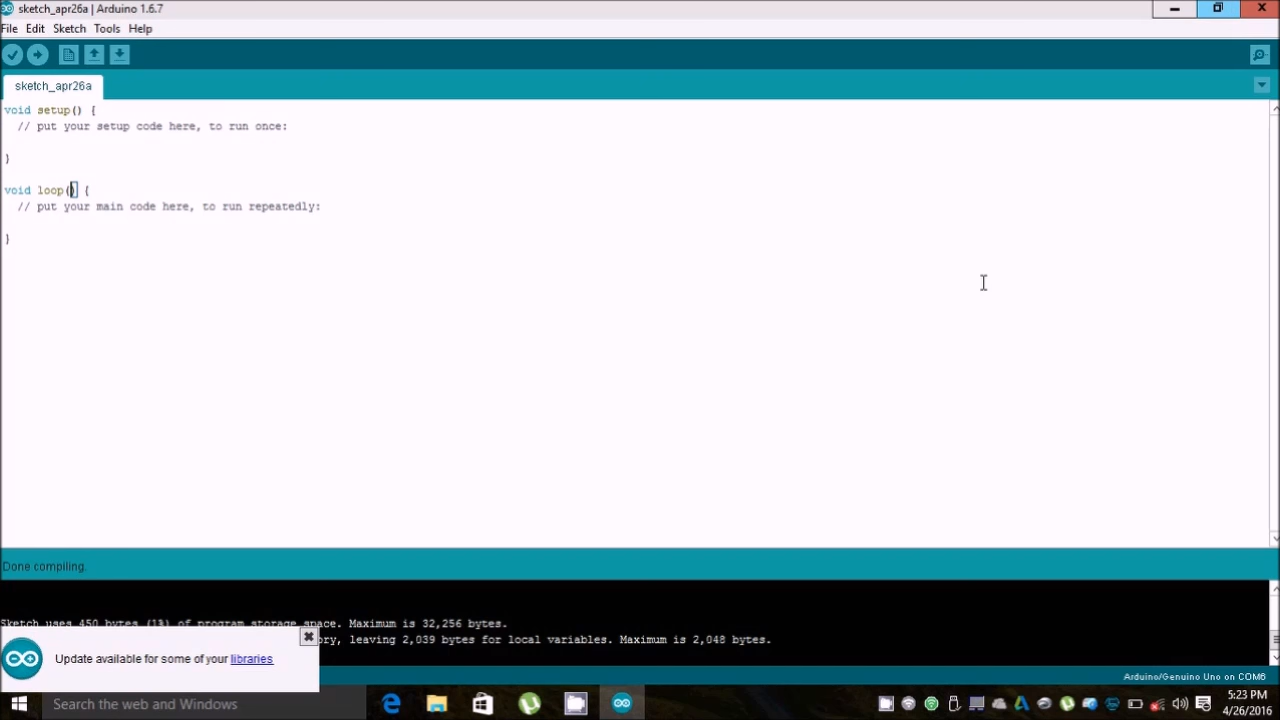 sketch_apr26a | Arduino 1.6.7
File Edit Sketch Tools Help
sketch_apr26a
void setup() {
// put your setup code here, to run once:
}
void loop() {
// put your main code here, to run repeatedly:
}
Done compiling.
Sketch uses 450 bytes (1%) of program storage space. Maximum is 32,256 bytes.
ry, leaving 2,039 bytes for local variables. Maximum is 2,048 bytes.
Update available for some of your libraries
Arduino/Genuino Uno on COM6
Search the web and Windows
5:23 PM
4/26/2016